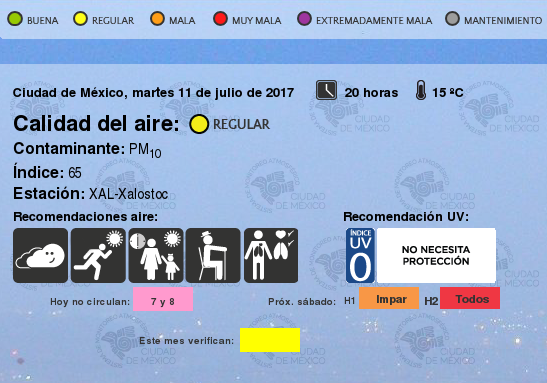 BUENA REGULAR MALA MUY MALA EXTREMADAMENTE MALA MANTENIMIENTO
Ciudad de México, martes 11 de julio de 2017 20 horas 15 ºC
Calidad del aire: REGULAR
Contaminante: PM10
Índice: 65
Estación: XAL-Xalostoc
Recomendaciones aire: Recomendación UV:
ÍNDICE
UV
0
NO NECESITA
PROTECCIÓN
Hoy no circulan: 7 y 8 Próx. sábado: H1 Impar H2 Todos
Este mes verifican: